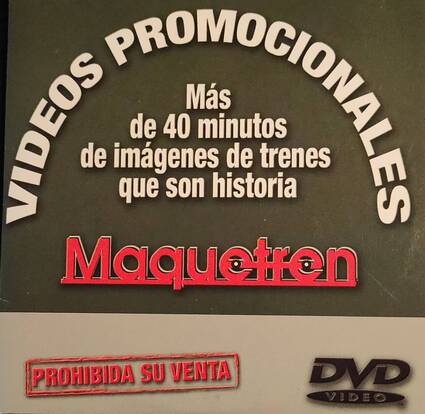 VIDEOS PROMOCIONALES
Más
de 40 minutos
de imágenes de trenes
que son historia
Maquetren
PROHIBIDA SU VENTA
DVD
VIDEO